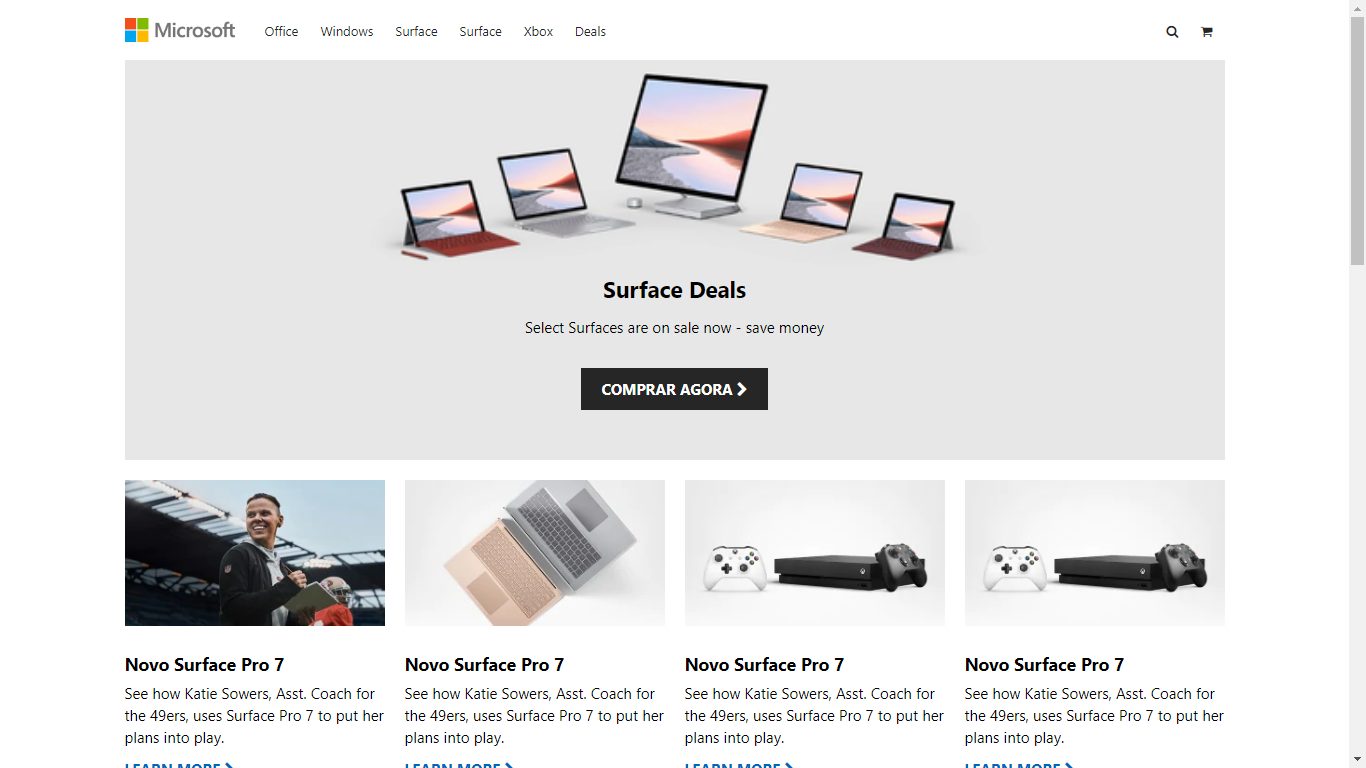 Microsoft
Office Windows Surface Surface Xbox Deals
Surface Deals
Select Surfaces are on sale now - save money
COMPRAR AGORA
Novo Surface Pro 7
See how Katie Sowers, Asst. Coach for
the 49ers, uses Surface Pro 7 to put her
plans into play.
LEARN MORE
Novo Surface Pro 7
See how Katie Sowers, Asst. Coach for
the 49ers, uses Surface Pro 7 to put her
plans into play.
LEARN MORE
Novo Surface Pro 7
See how Katie Sowers, Asst. Coach for
the 49ers, uses Surface Pro 7 to put her
plans into play.
LEARN MORE
Novo Surface Pro 7
See how Katie Sowers, Asst. Coach for
the 49ers, uses Surface Pro 7 to put her
plans into play.
LEARN MORE